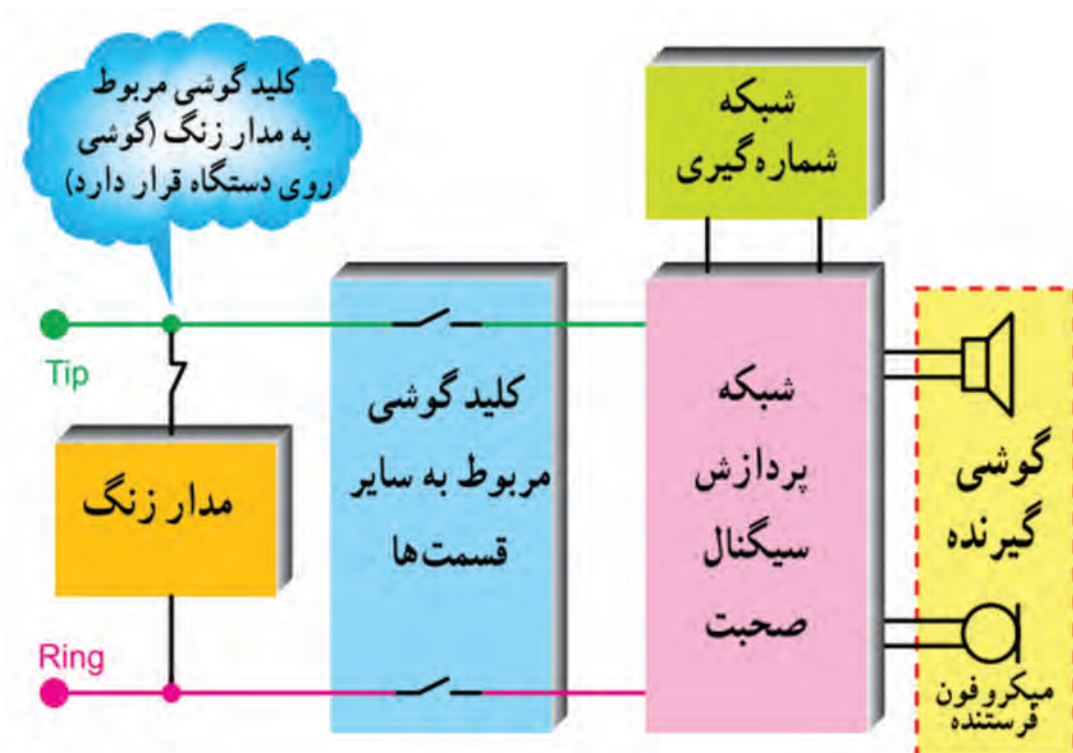 کلید گوشی مربوط
به مدار زنگ (گوشی
روی دستگاه قرار دارد)
شبکه
شماره‌گیری
Tip
مدار زنگ
Ring
کلید گوشی
مربوط به سایر
قسمت‌ها
شبکه
پردازش
سیگنال
صحبت
گوشی
گیرنده
میکروفون
فرستنده